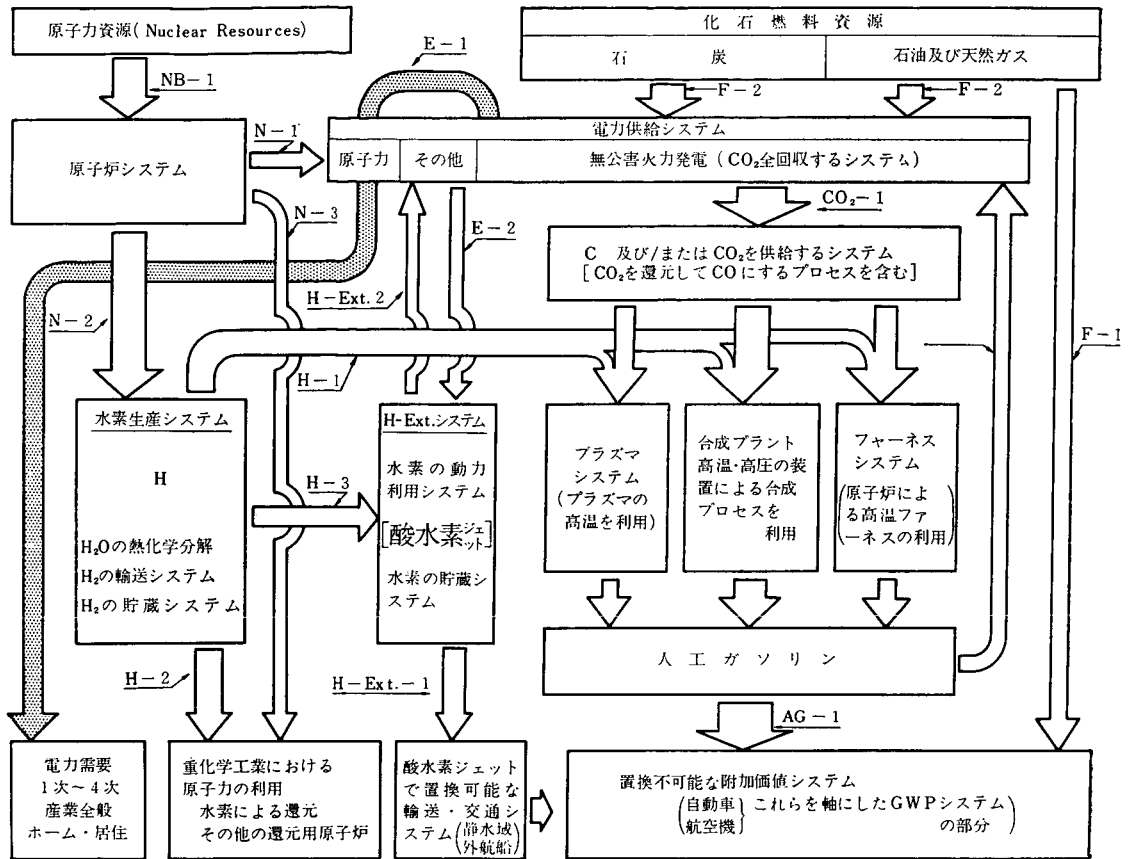 原子力資源(Nuclear Resources)
化石燃料資源
石炭
石油及び天然ガス
E-1
NB-1
F-2
F-2
電力供給システム
原子力
その他
無公害火力発電(CO₂全回収するシステム)
原子炉システム
N-1
N-3
E-2
CO₂-1
C 及び/またはCO₂を供給するシステム
[CO₂を還元してCOにするプロセスを含む]
H-Ext.2
N-2
H-1
F-1
水素生産システム
H
H₂Oの熱化学分解
H₂の輸送システム
H₂の貯蔵システム
H-3
H-Ext.システム
水素の動力
利用システム
[酸水素ジェット]
水素の貯蔵シ
ステム
プラズマ
システム
(プラズマの
高温を利用)
合成プラント
高温・高圧の装
置による合成
プロセスを
利用
ファーネス
システム
(原子炉によ
る高温ファ
ーネスの利用)
人工ガソリン
H-2
H-Ext.-1
AG-1
電力需要
1次~4次
産業全般
ホーム・居住
重化学工業における
原子力の利用
水素による還元
その他の還元用原子炉
酸水素ジェット
で置換可能な
輸送・交通シ
ステム(静水域
外航船)
置換不可能な附加価値システム
(自動車
航空機} これらを軸にしたGWPシステム
の部分)